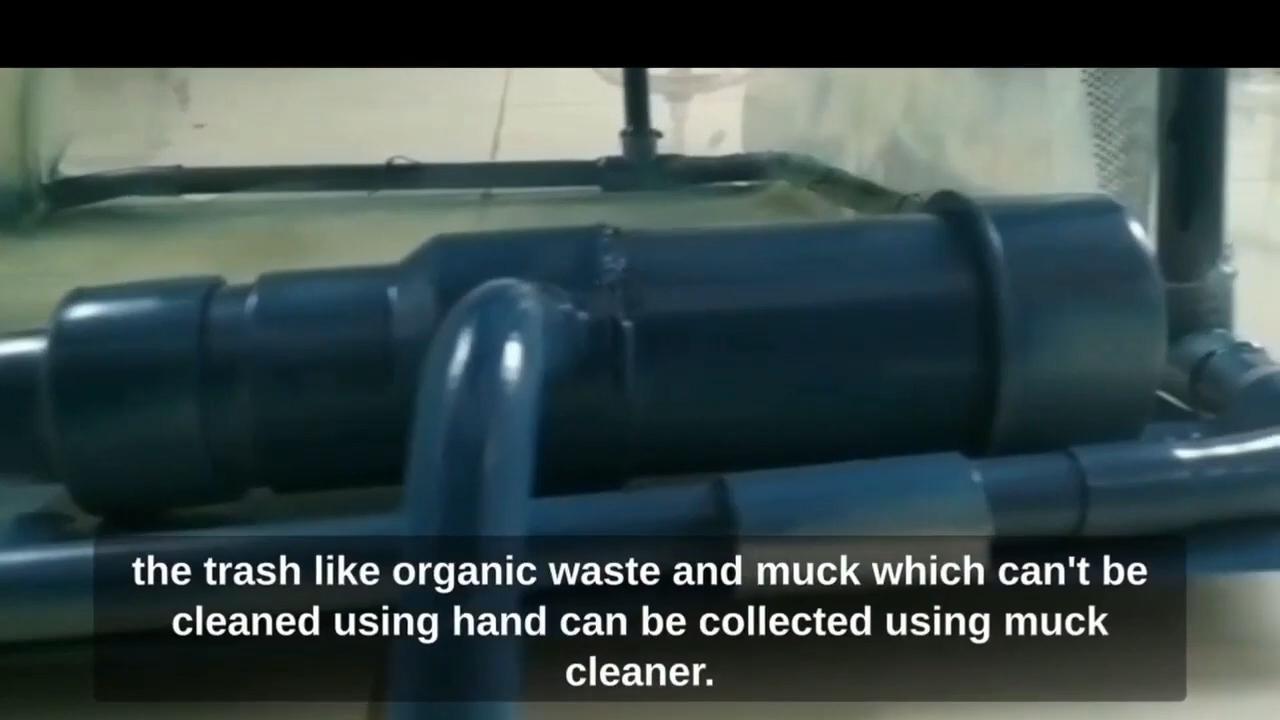 the trash like organic waste and muck which can't be
cleaned using hand can be collected using muck
cleaner.